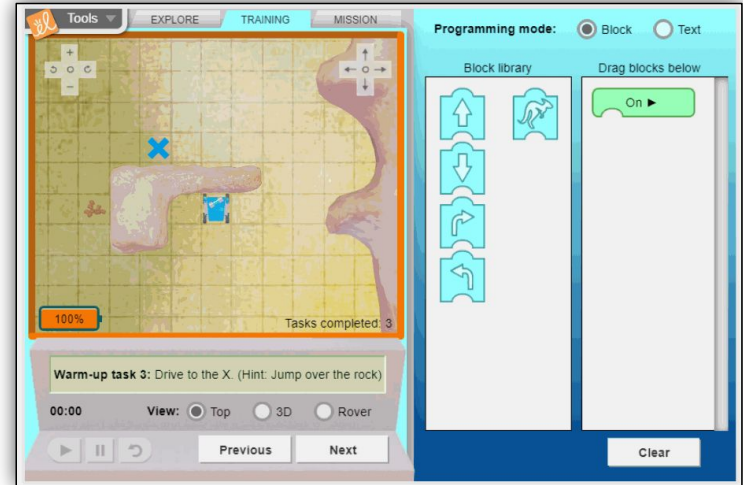 Tools
EXPLORE
TRAINING
MISSION
Programming mode: Block Text
Block library
Drag blocks below
On ►
100%
Tasks completed: 3
Warm-up task 3: Drive to the X. (Hint: Jump over the rock)
00:00 View: Top 3D Rover
Previous
Next
Clear